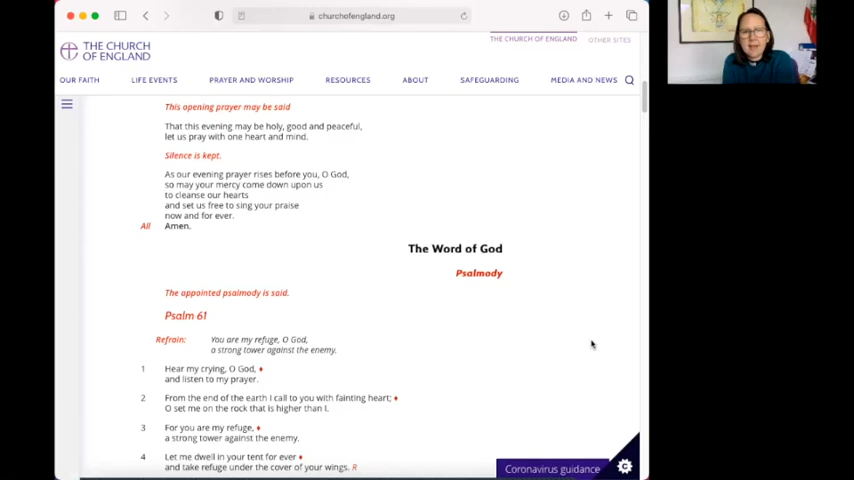 churchofengland.org
THE CHURCH OF ENGLAND
OTHER SITES
THE CHURCH
OF ENGLAND
OUR FAITH
LIFE EVENTS
PRAYER AND WORSHIP
RESOURCES
ABOUT
SAFEGUARDING
MEDIA AND NEWS
This opening prayer may be said
That this evening may be holy, good and peaceful,
let us pray with one heart and mind.
Silence is kept.
As our evening prayer rises before you, O God,
so may your mercy come down upon us
to cleanse our hearts
and set us free to sing your praise
now and for ever.
All Amen.
The Word of God
Psalmody
The appointed psalmody is said.
Psalm 61
Refrain: You are my refuge, O God,
a strong tower against the enemy.
1 Hear my crying, O God, ♦
and listen to my prayer.
2 From the end of the earth I call to you with fainting heart; ♦
O set me on the rock that is higher than I.
3 For you are my refuge, ♦
a strong tower against the enemy.
4 Let me dwell in your tent for ever ♦
and take refuge under the cover of your wings. R
Coronavirus guidance